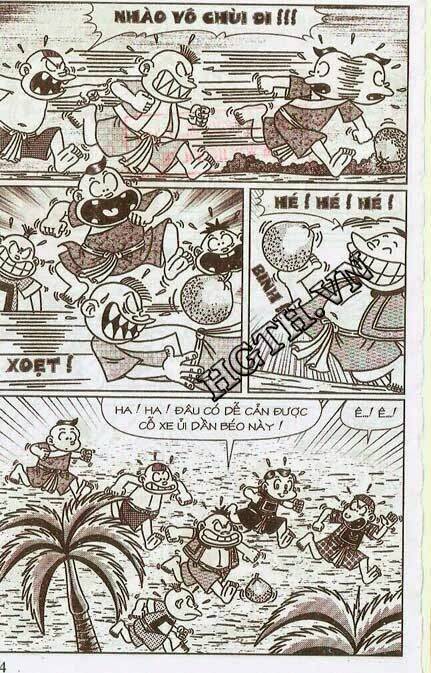 NHÀO VÔ CHÙI ĐI !!!
HÉ ! HÉ ! HÉ !
BINH
XOẸT !
HGTH.VN
HA ! HA ! ĐÂU CÓ DỄ CẢN ĐƯỢC
CỖ XE ỦI DẦN BÉO NÀY !
Ê..! Ê..!
4